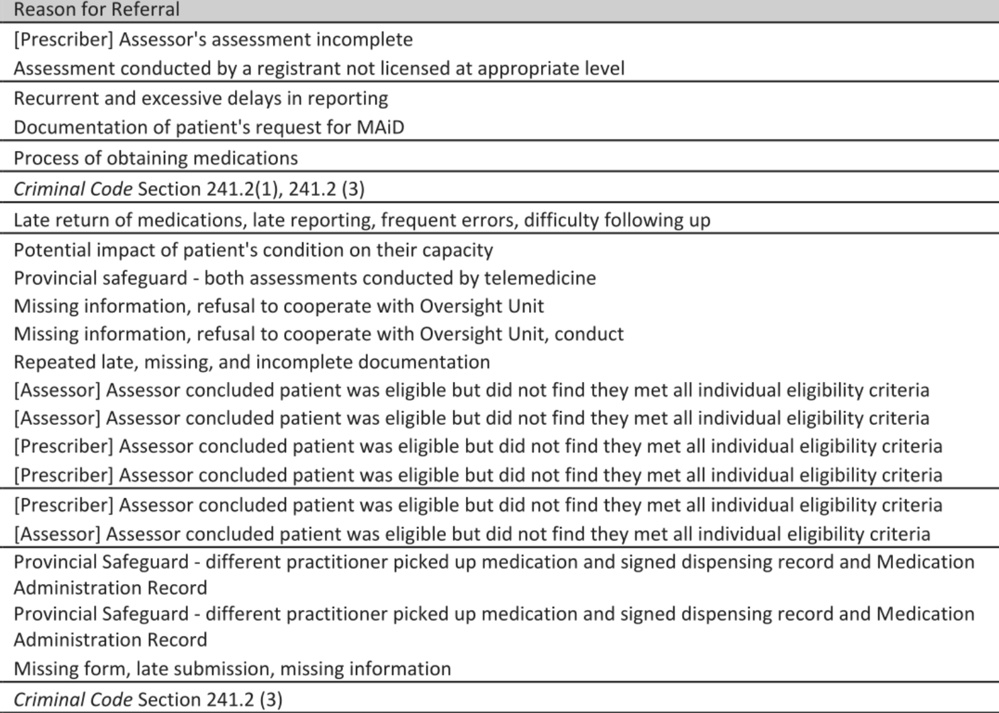 Reason for Referral
[Prescriber] Assessor's assessment incomplete
Assessment conducted by a registrant not licensed at appropriate level
Recurrent and excessive delays in reporting
Documentation of patient's request for MAiD
Process of obtaining medications
Criminal Code Section 241.2(1), 241.2 (3)
Late return of medications, late reporting, frequent errors, difficulty following up
Potential impact of patient's condition on their capacity
Provincial safeguard - both assessments conducted by telemedicine
Missing information, refusal to cooperate with Oversight Unit
Missing information, refusal to cooperate with Oversight Unit, conduct
Repeated late, missing, and incomplete documentation
[Assessor] Assessor concluded patient was eligible but did not find they met all individual eligibility criteria
[Assessor] Assessor concluded patient was eligible but did not find they met all individual eligibility criteria
[Prescriber] Assessor concluded patient was eligible but did not find they met all individual eligibility criteria
[Prescriber] Assessor concluded patient was eligible but did not find they met all individual eligibility criteria
[Prescriber] Assessor concluded patient was eligible but did not find they met all individual eligibility criteria
[Assessor] Assessor concluded patient was eligible but did not find they met all individual eligibility criteria
Provincial Safeguard - different practitioner picked up medication and signed dispensing record and Medication
Administration Record
Provincial Safeguard - different practitioner picked up medication and signed dispensing record and Medication
Administration Record
Missing form, late submission, missing information
Criminal Code Section 241.2 (3)